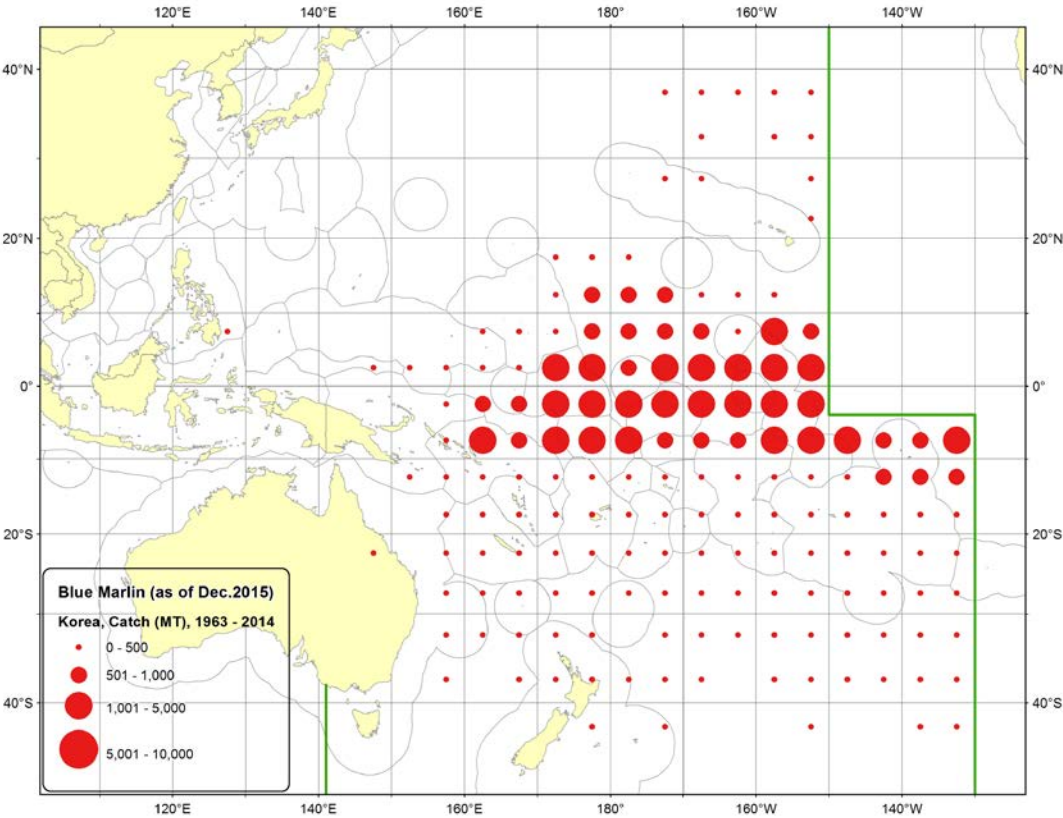 120°E 140°E 160°E 180° 160°W 140°W
40°N 40°N
20°N 20°N
0° 0°
20°S 20°S
40°S 40°S
Blue Marlin (as of Dec.2015)
Korea, Catch (MT), 1963 - 2014
0 - 500
501 - 1,000
1,001 - 5,000
5,001 - 10,000
120°E 140°E 160°E 180° 160°W 140°W